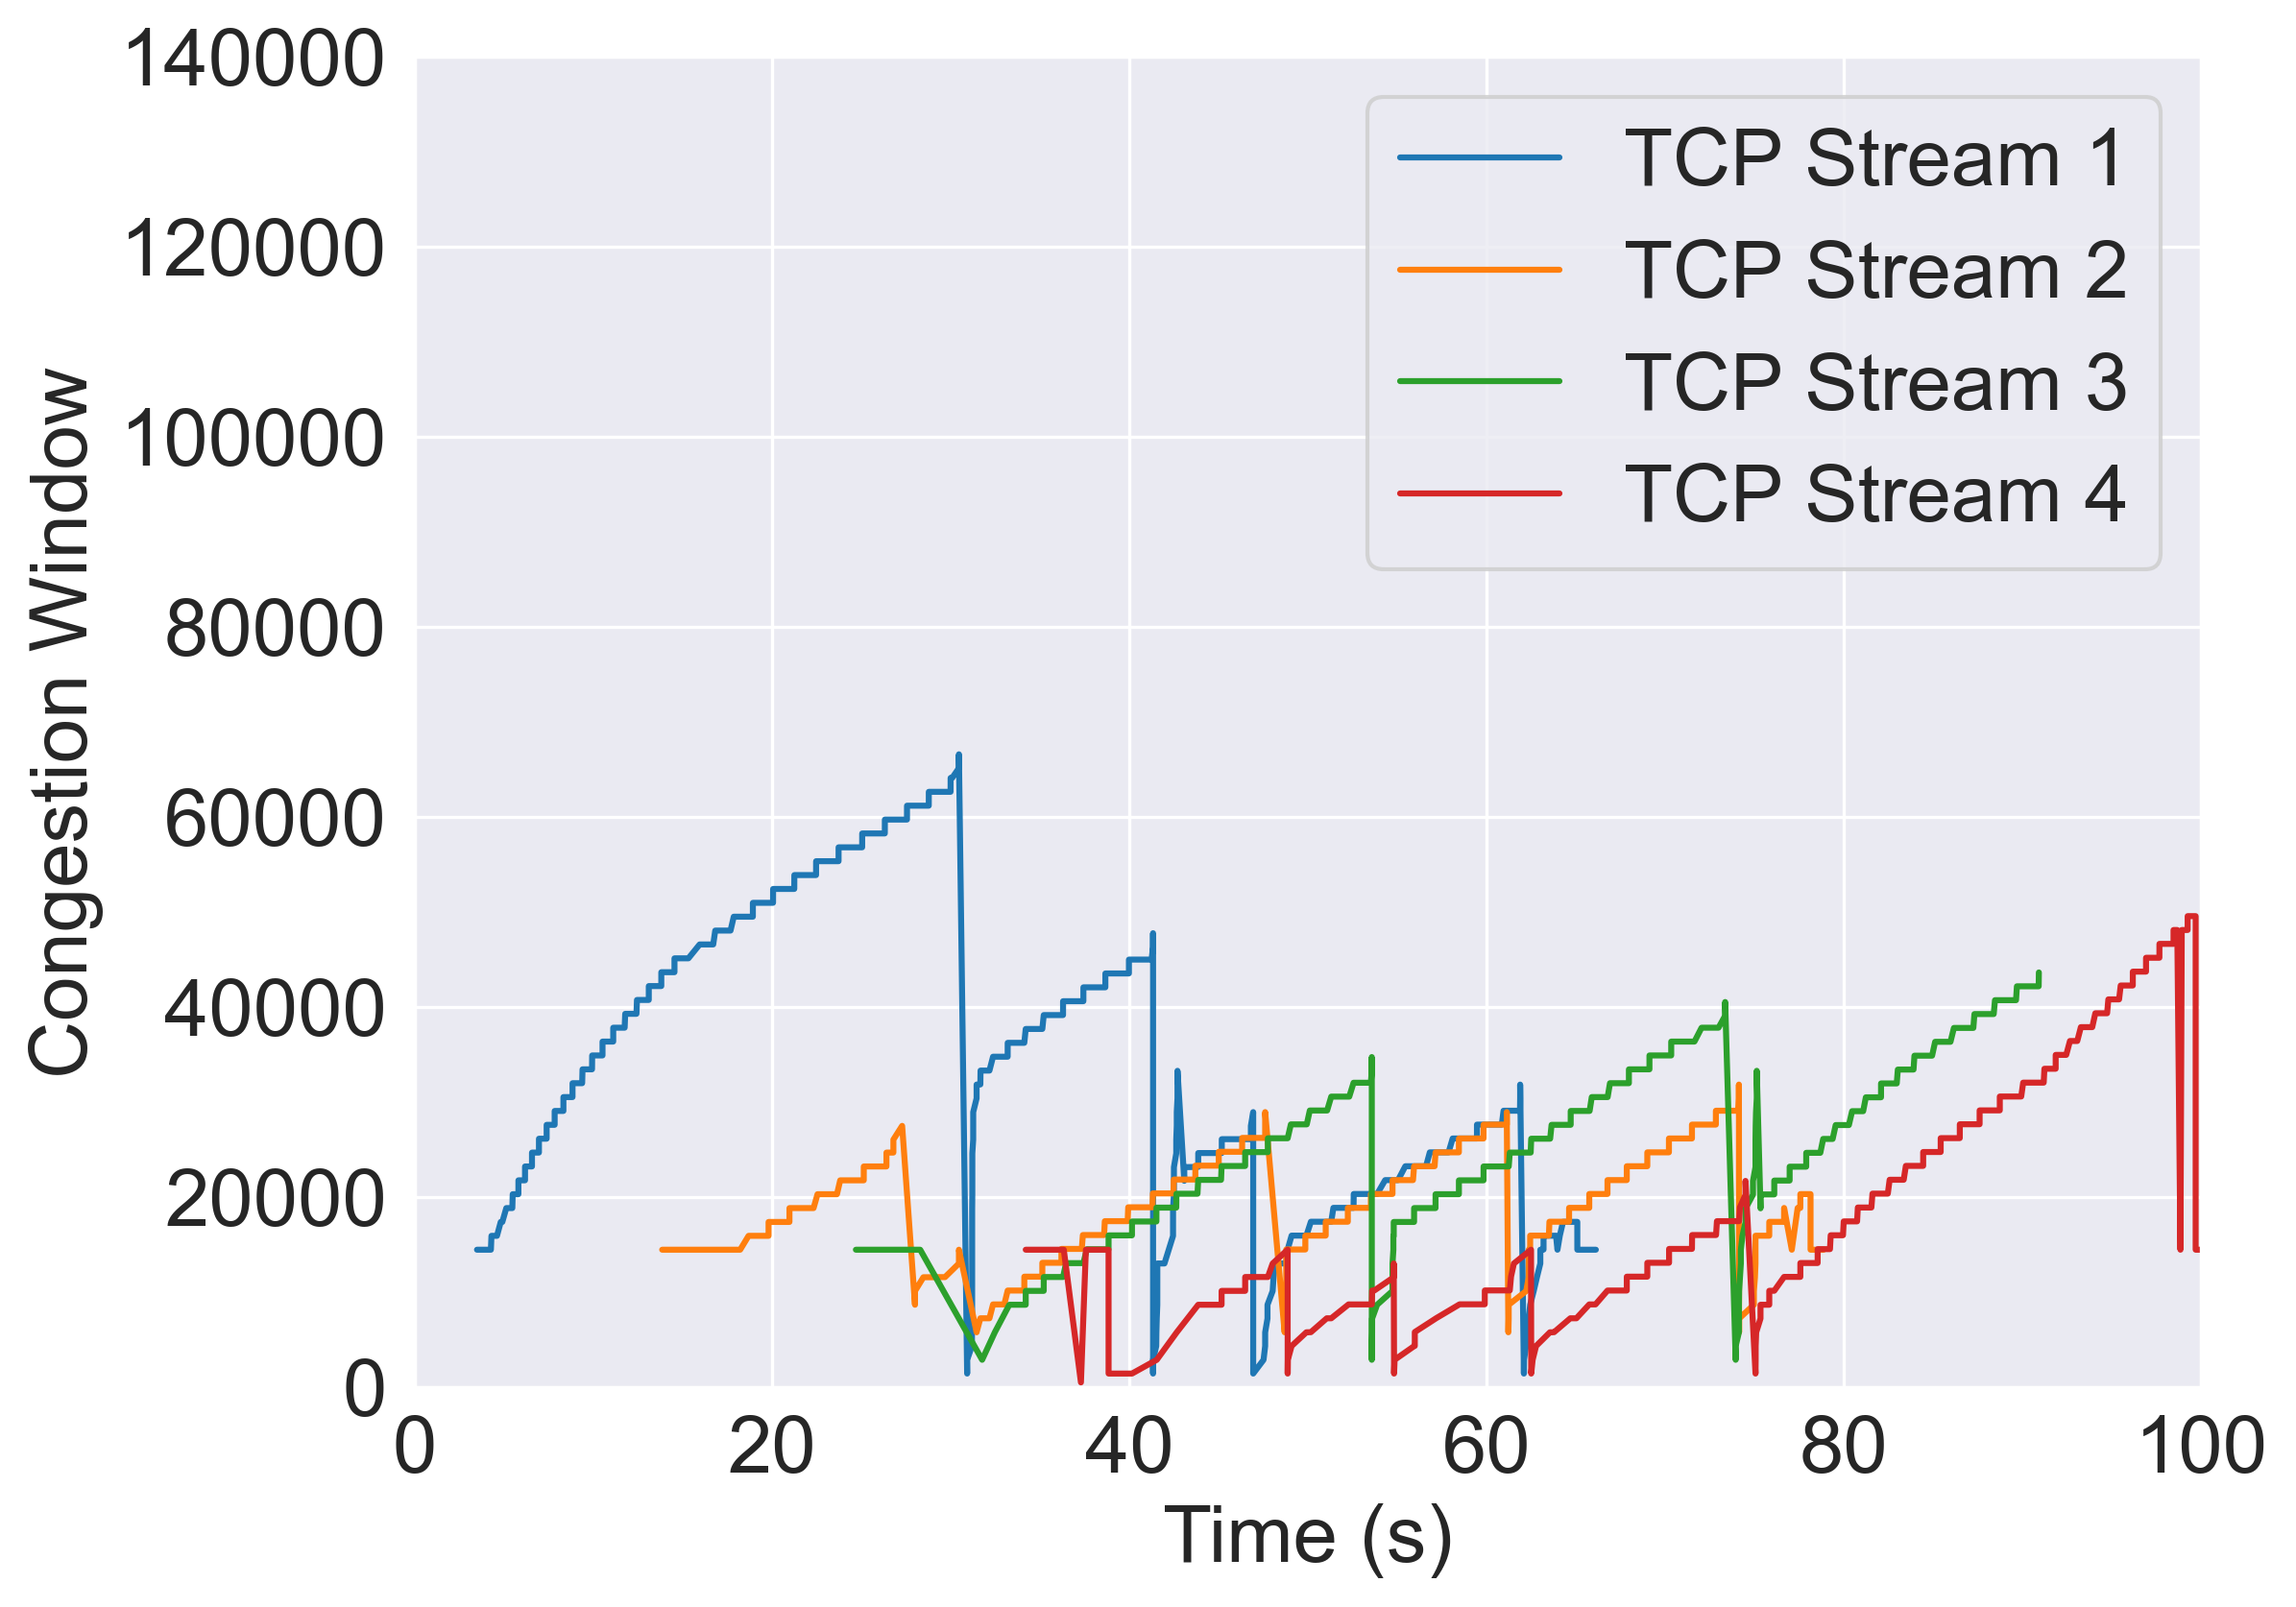 140000
120000
100000
80000
60000
40000
20000
0
Congestion Window
0 20 40 60 80 100
Time (s)
TCP Stream 1
TCP Stream 2
TCP Stream 3
TCP Stream 4